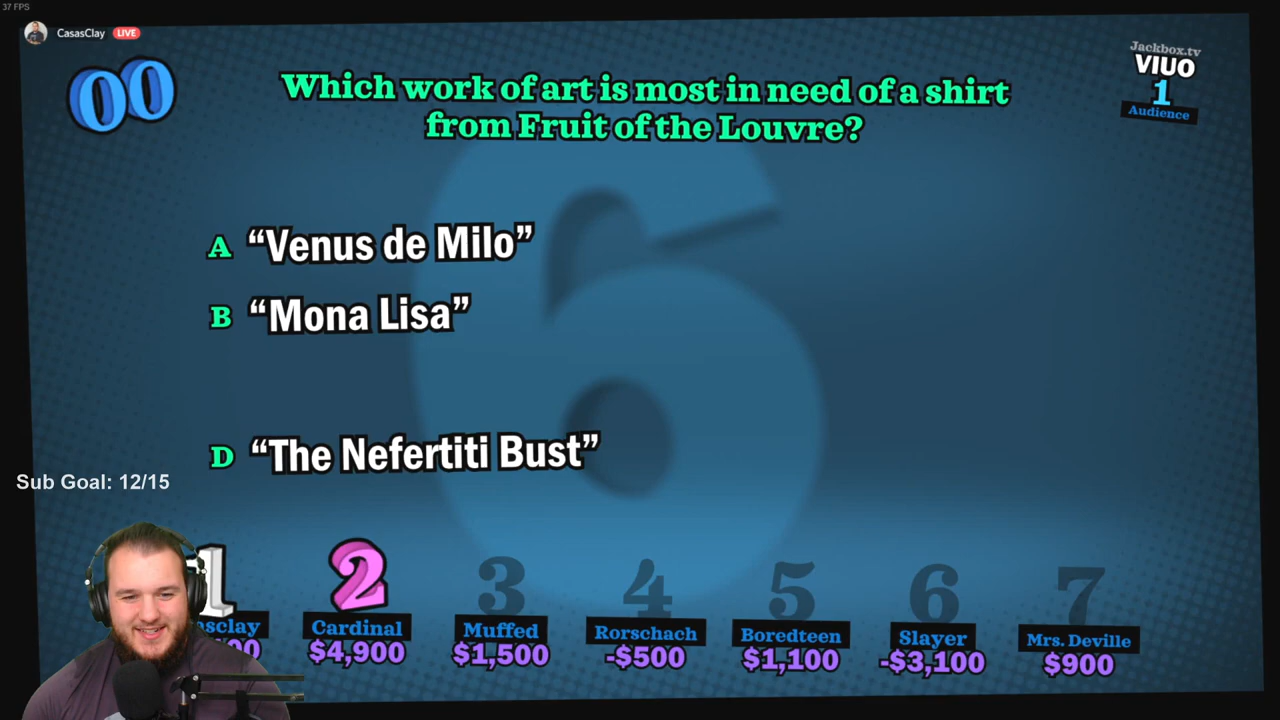 37 FPS
CasasClay LIVE
00
Which work of art is most in need of a shirt
from Fruit of the Louvre?
Jackbox.tv
VIUO
1
Audience
A "Venus de Milo"
B "Mona Lisa"
D "The Nefertiti Bust"
Sub Goal: 12/15
1 2 3 4 5 6 7
Cardinal Muffed Rorschach Boredteen Slayer Mrs. Deville
$4,900 $1,500 -$500 $1,100 -$3,100 $900